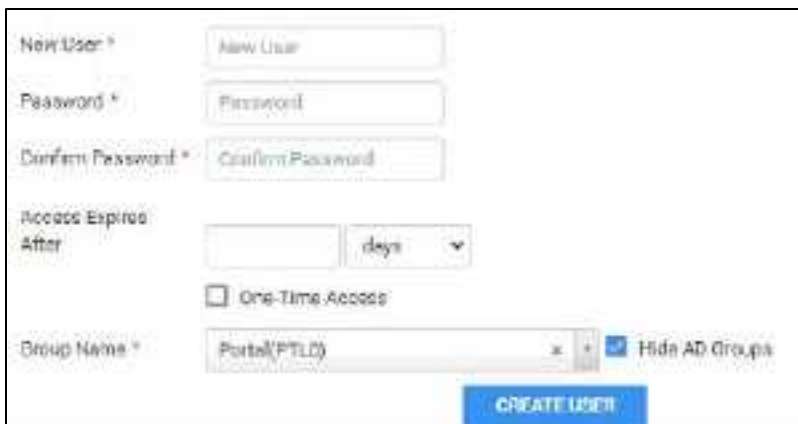 New User * New User
Password * Password
Confirm Password * Confirm Password
Access Expires
After days
One-Time Access
Group Name * Portal(PTLD) × Hide AD Groups
CREATE USER